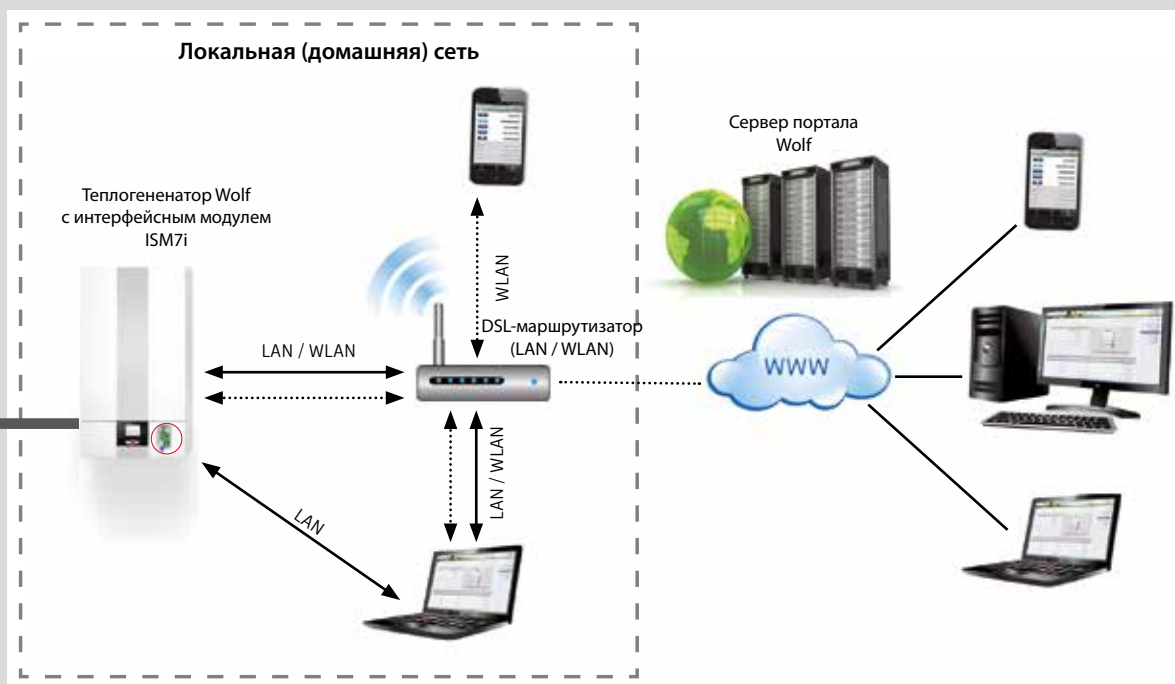 Локальная (домашняя) сеть
Теплогененатор Wolf
с интерфейсным модулем
ISM7i
LAN / WLAN
LAN
WLAN
DSL-маршрутизатор
(LAN / WLAN)
LAN / WLAN
Сервер портала
Wolf
WWW